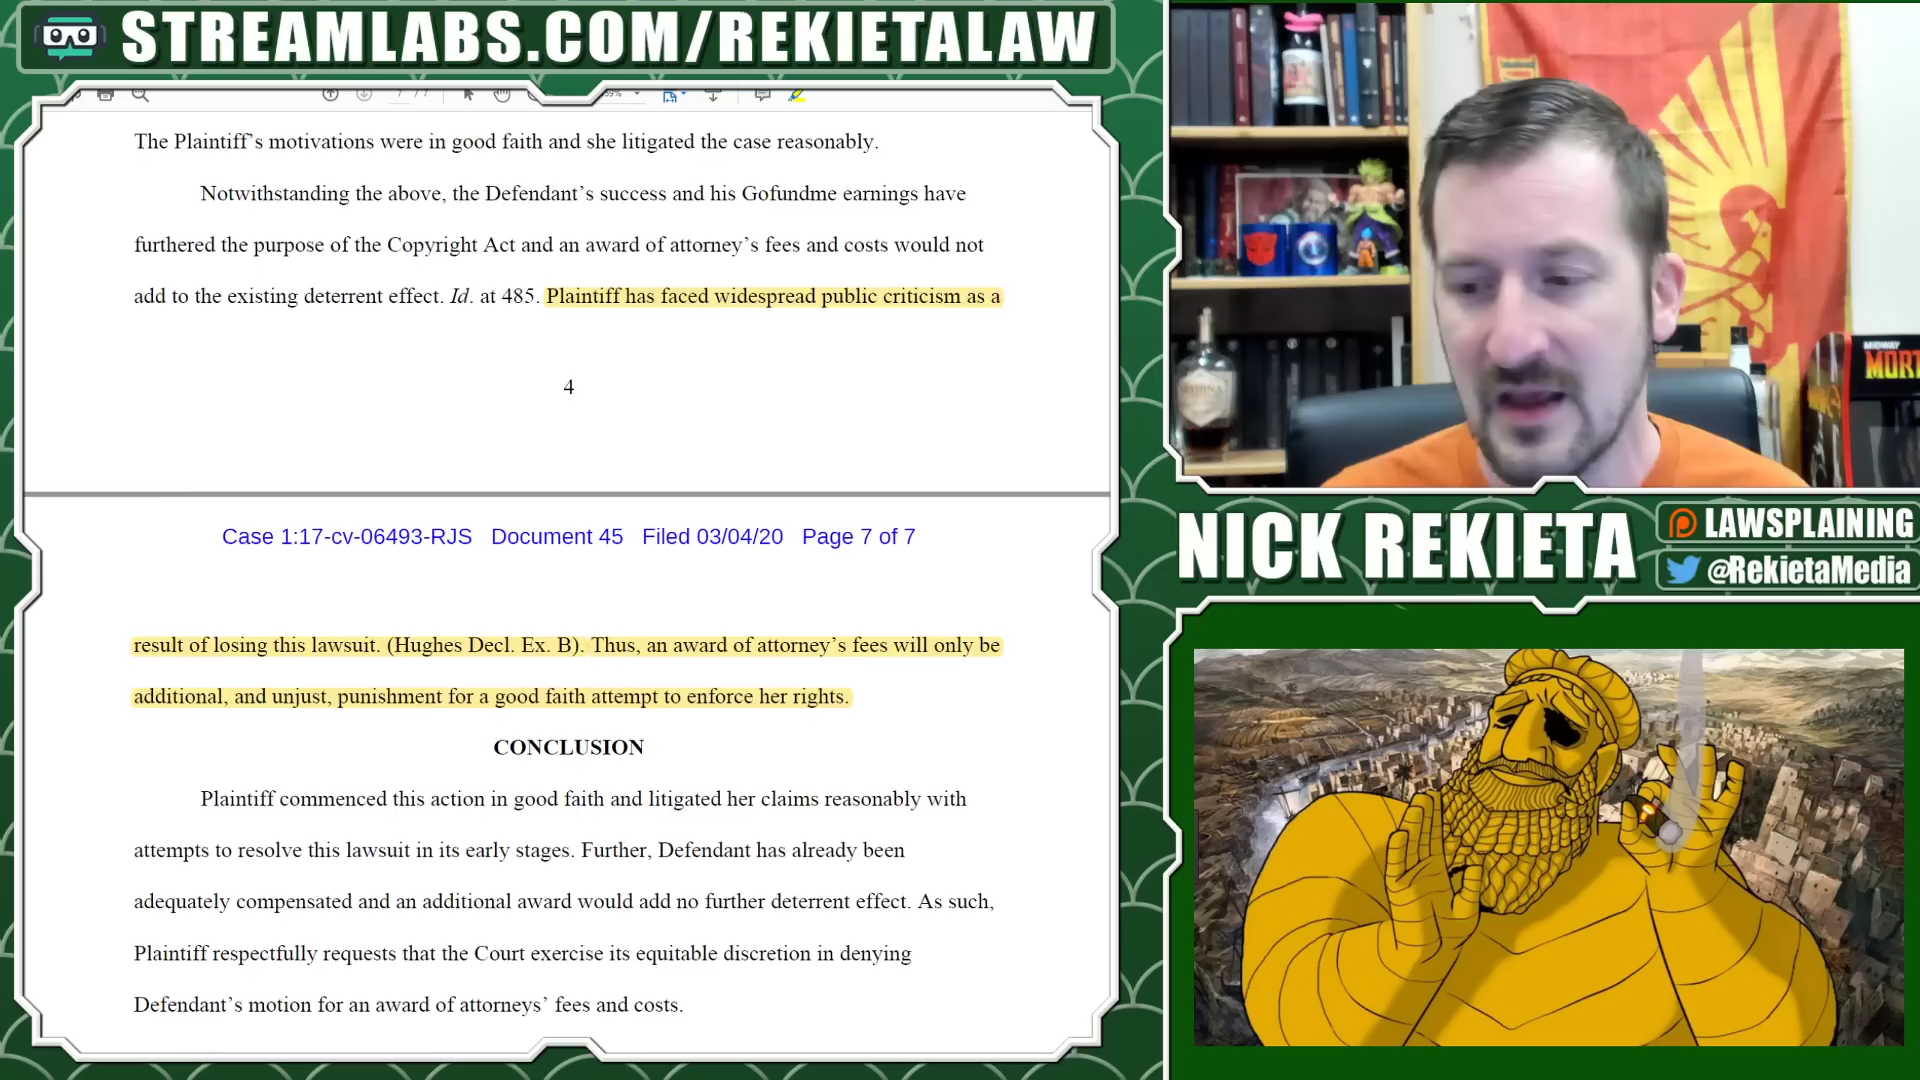 STREAMLABS.COM/REKIETALAW
7 / 7
The Plaintiff's motivations were in good faith and she litigated the case reasonably.
Notwithstanding the above, the Defendant's success and his Gofundme earnings have
furthered the purpose of the Copyright Act and an award of attorney's fees and costs would not
add to the existing deterrent effect. Id. at 485. Plaintiff has faced widespread public criticism as a
4
Case 1:17-cv-06493-RJS Document 45 Filed 03/04/20 Page 7 of 7
result of losing this lawsuit. (Hughes Decl. Ex. B). Thus, an award of attorney's fees will only be
additional, and unjust, punishment for a good faith attempt to enforce her rights.
CONCLUSION
Plaintiff commenced this action in good faith and litigated her claims reasonably with
attempts to resolve this lawsuit in its early stages. Further, Defendant has already been
adequately compensated and an additional award would add no further deterrent effect. As such,
Plaintiff respectfully requests that the Court exercise its equitable discretion in denying
Defendant's motion for an award of attorneys' fees and costs.
MIDWAY
MORT
NICK REKIETA
LAWSPLAINING
@RekietaMedia